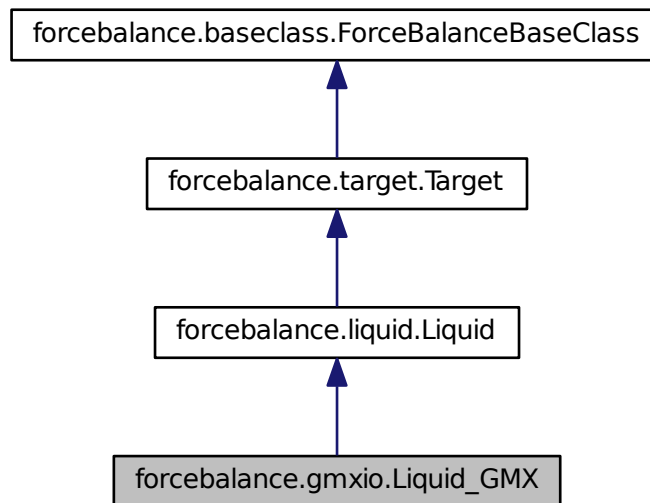 forcebalance.baseclass.ForceBalanceBaseClass
forcebalance.target.Target
forcebalance.liquid.Liquid
forcebalance.gmxio.Liquid_GMX